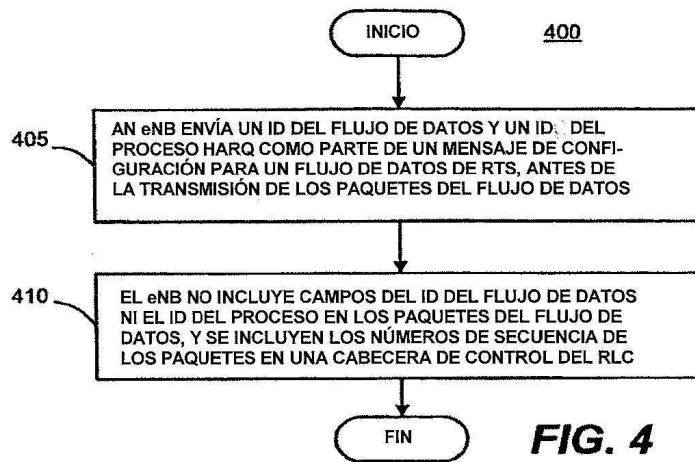 INICIO
400
405
AN eNB ENVÍA UN ID DEL FLUJO DE DATOS Y UN ID DEL
PROCESO HARQ COMO PARTE DE UN MENSAJE DE CONFI-
GURACIÓN PARA UN FLUJO DE DATOS DE RTS, ANTES DE
LA TRANSMISIÓN DE LOS PAQUETES DEL FLUJO DE DATOS
410
EL eNB NO INCLUYE CAMPOS DEL ID DEL FLUJO DE DATOS
NI EL ID DEL PROCESO EN LOS PAQUETES DEL FLUJO DE
DATOS, Y SE INCLUYEN LOS NÚMEROS DE SECUENCIA DE
LOS PAQUETES EN UNA CABECERA DE CONTROL DEL RLC
FIN
FIG. 4